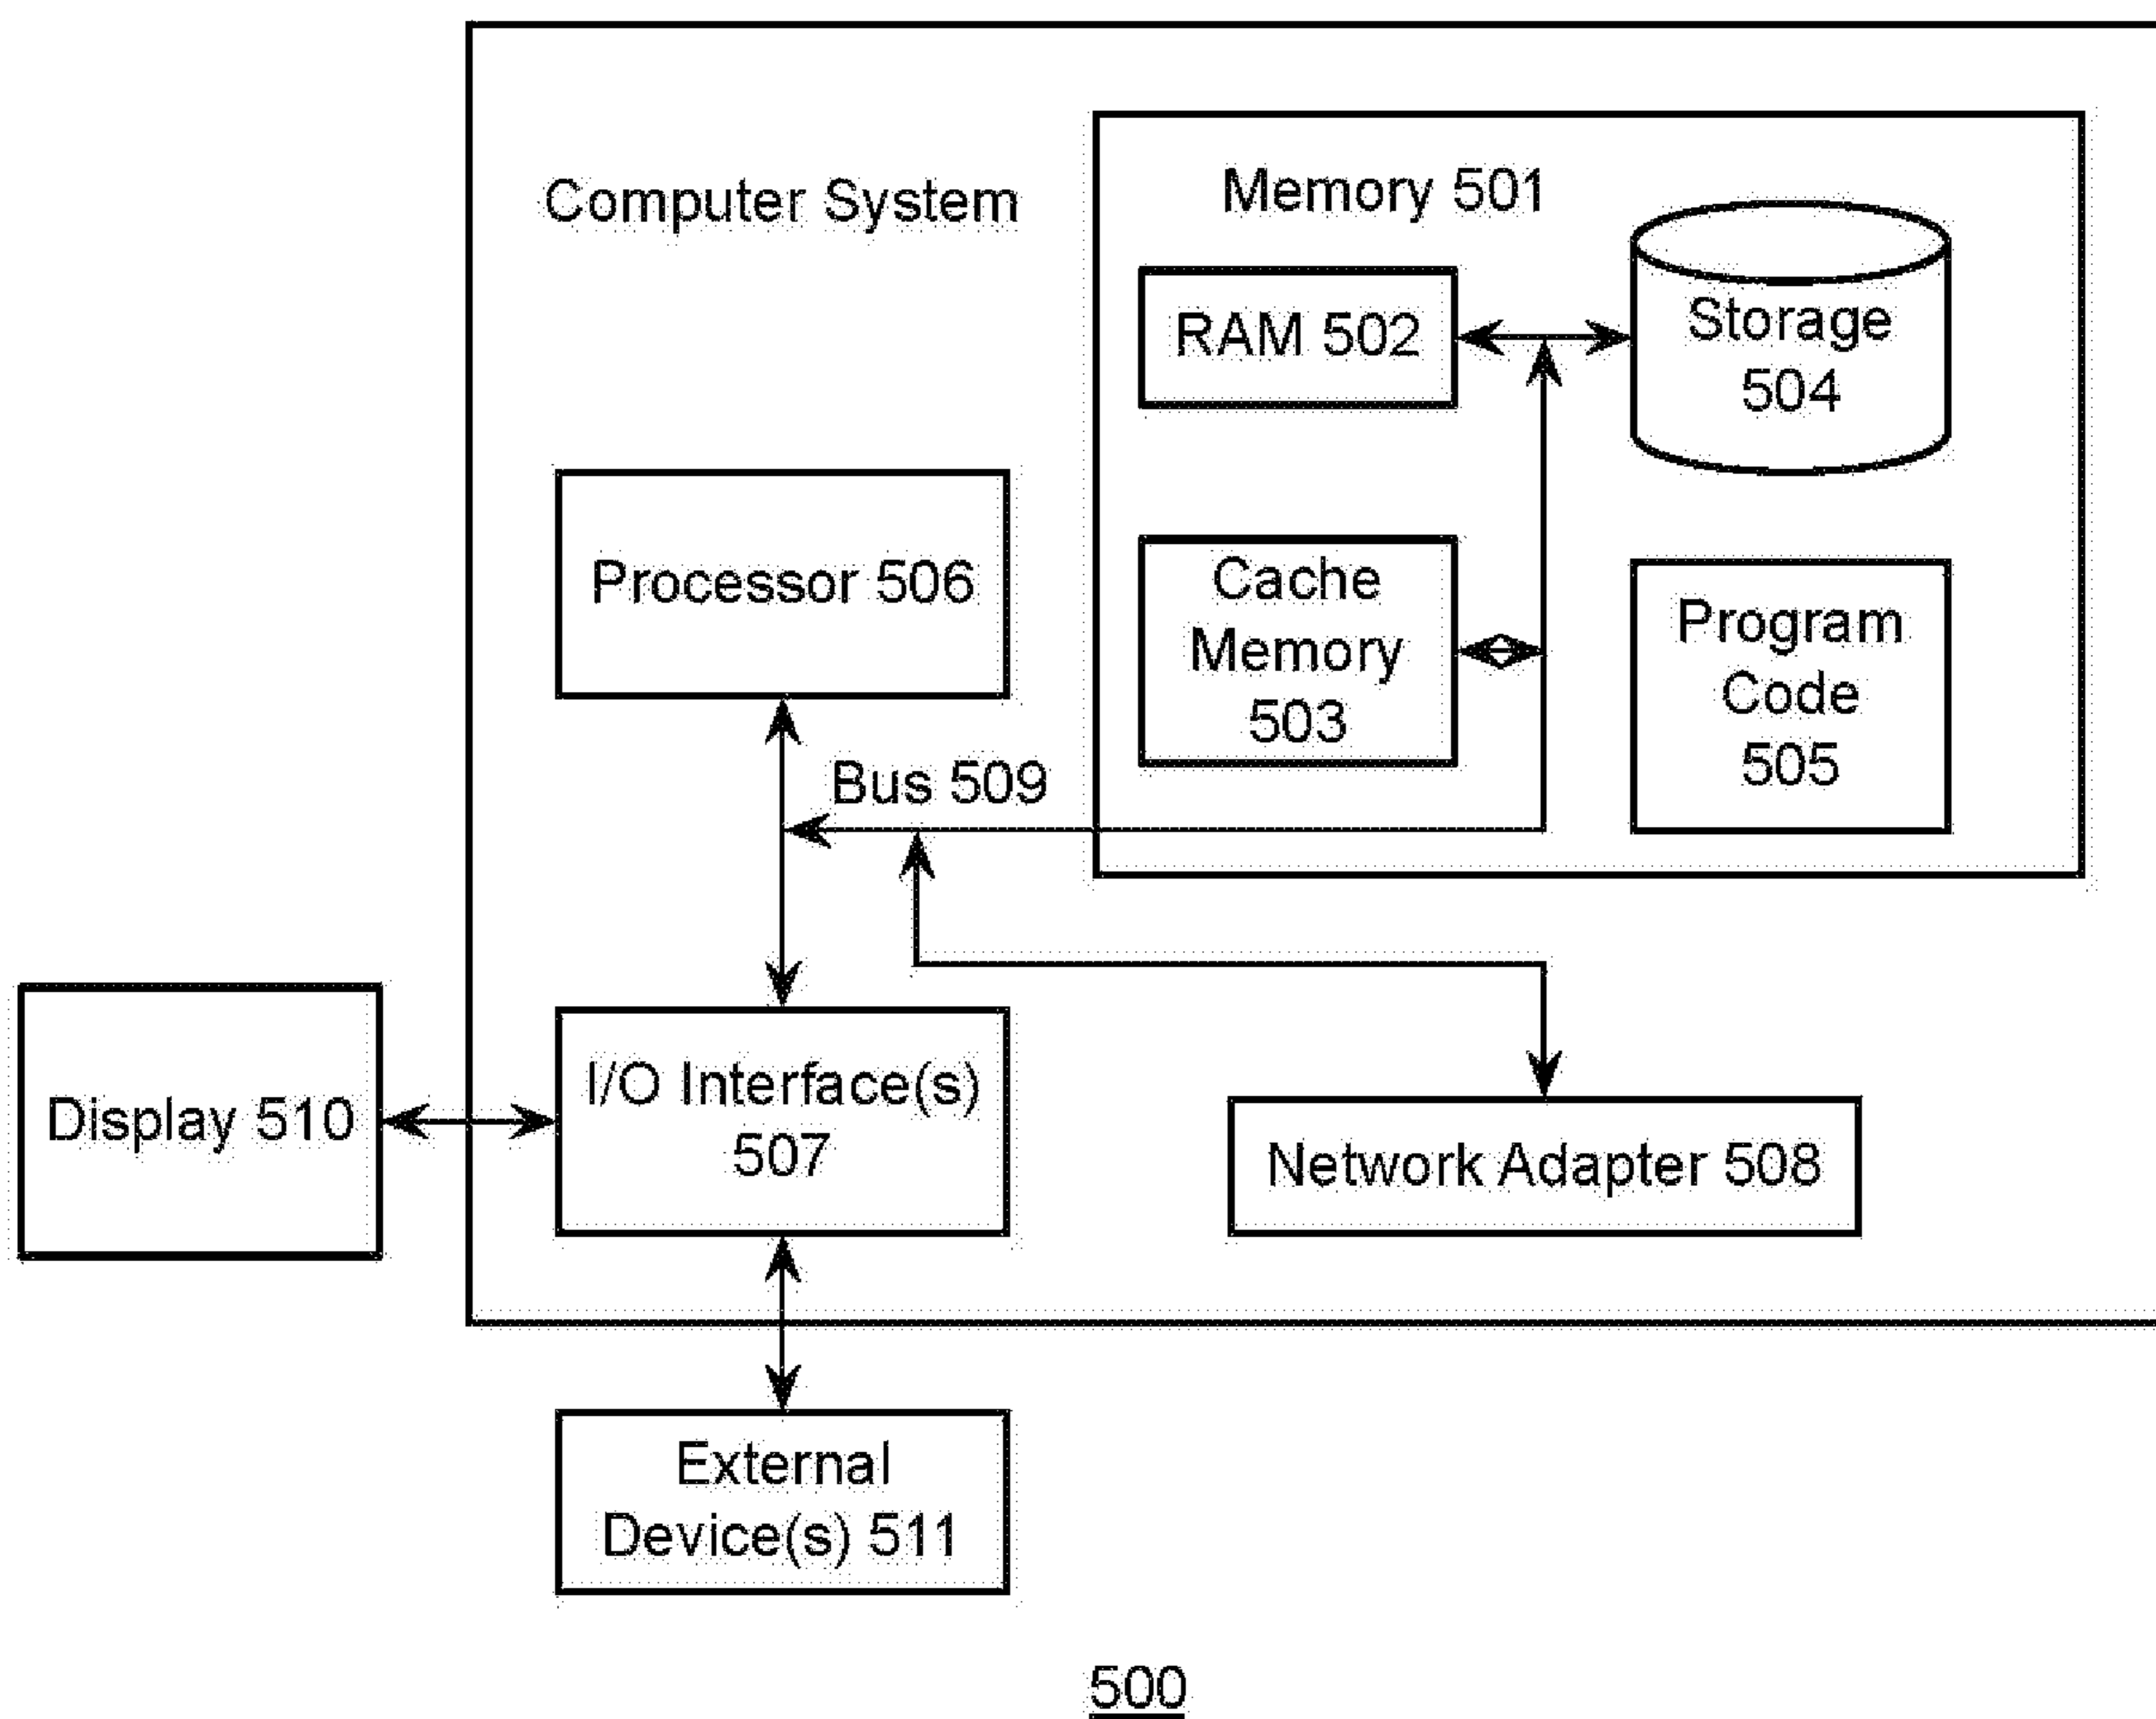 Computer System
Memory 501
RAM 502
Storage
504
Processor 506
Cache
Memory
503
Program
Code
505
Bus 509
Display 510
I/O Interface(s)
507
Network Adapter 508
External
Device(s) 511
500